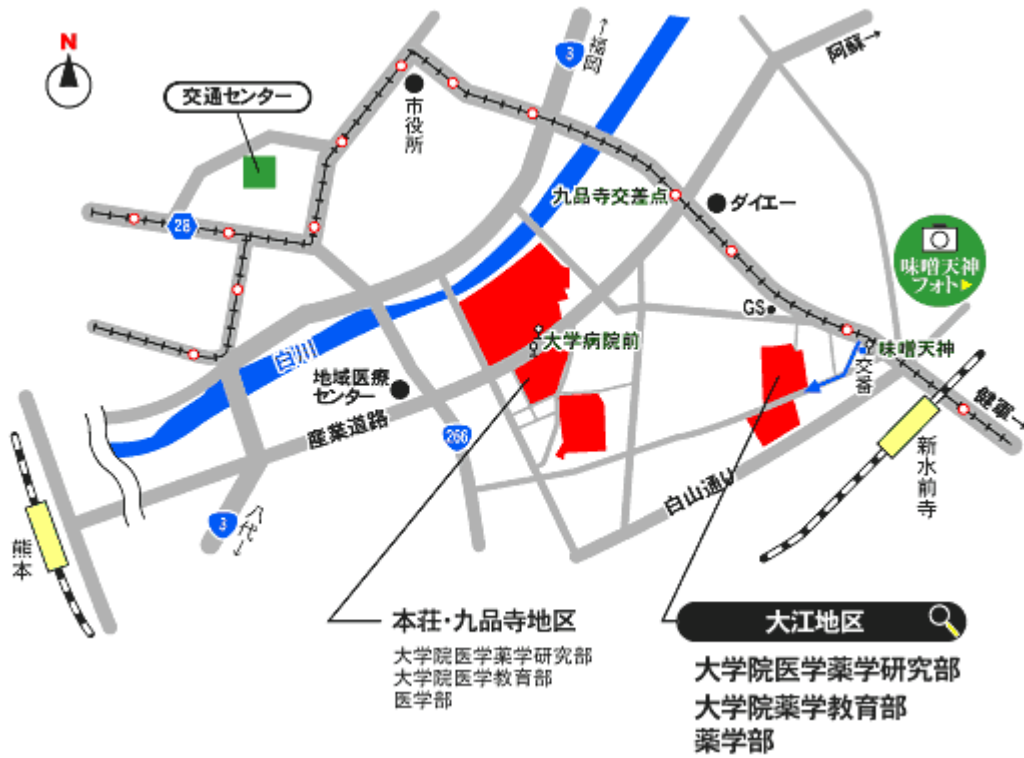 N
3
↑福岡
阿蘇→
交通センター
市役所
九品寺交差点
ダイエー
28
味噌天神
フォト▶
GS
大学病院前
味噌天神
交番
白川
地域医療
センター
健軍→
産業道路
266
新水前寺
白山通り
3
八代↓
熊本
本荘・九品寺地区
大学院医学薬学研究部
大学院医学教育部
医学部
大江地区
大学院医学薬学研究部
大学院薬学教育部
薬学部